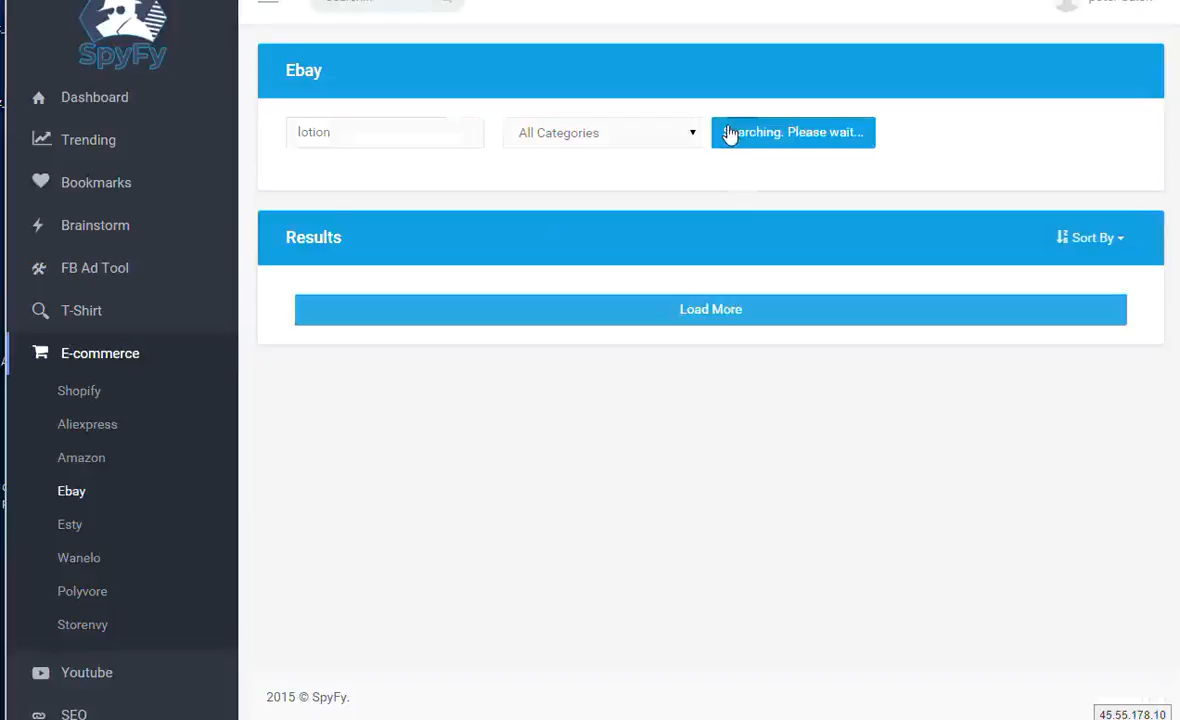 SpyFy
Dashboard
Trending
Bookmarks
Brainstorm
FB Ad Tool
T-Shirt
E-commerce
Shopify
Aliexpress
Amazon
Ebay
Esty
Wanelo
Polyvore
Storenvy
Youtube
SEO
Ebay
lotion
All Categories
Please wait...
Results
Sort By
Load More
2015 © SpyFy.
45.55.178.10